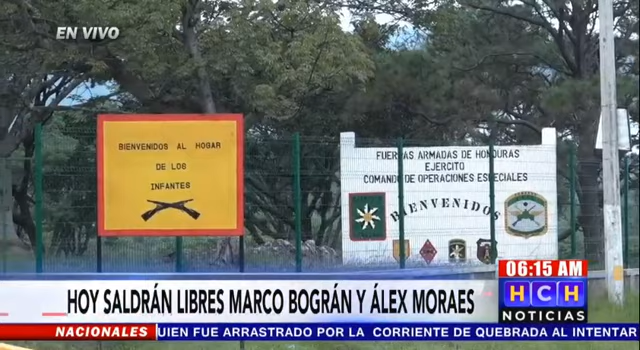 EN VIVO
BIENVENIDOS AL HOGAR
DE LOS
INFANTES
FUERZAS ARMADAS DE HONDURAS
EJERCITO
COMANDO DE OPERACIONES ESPECIALES
BIENVENIDOS
06:15 AM
HCH
NOTICIAS
HOY SALDRÁN LIBRES MARCO BOGRÁN Y ÁLEX MORAES
NACIONALES
UIEN FUE ARRASTRADO POR LA CORRIENTE DE QUEBRADA AL INTENTAR